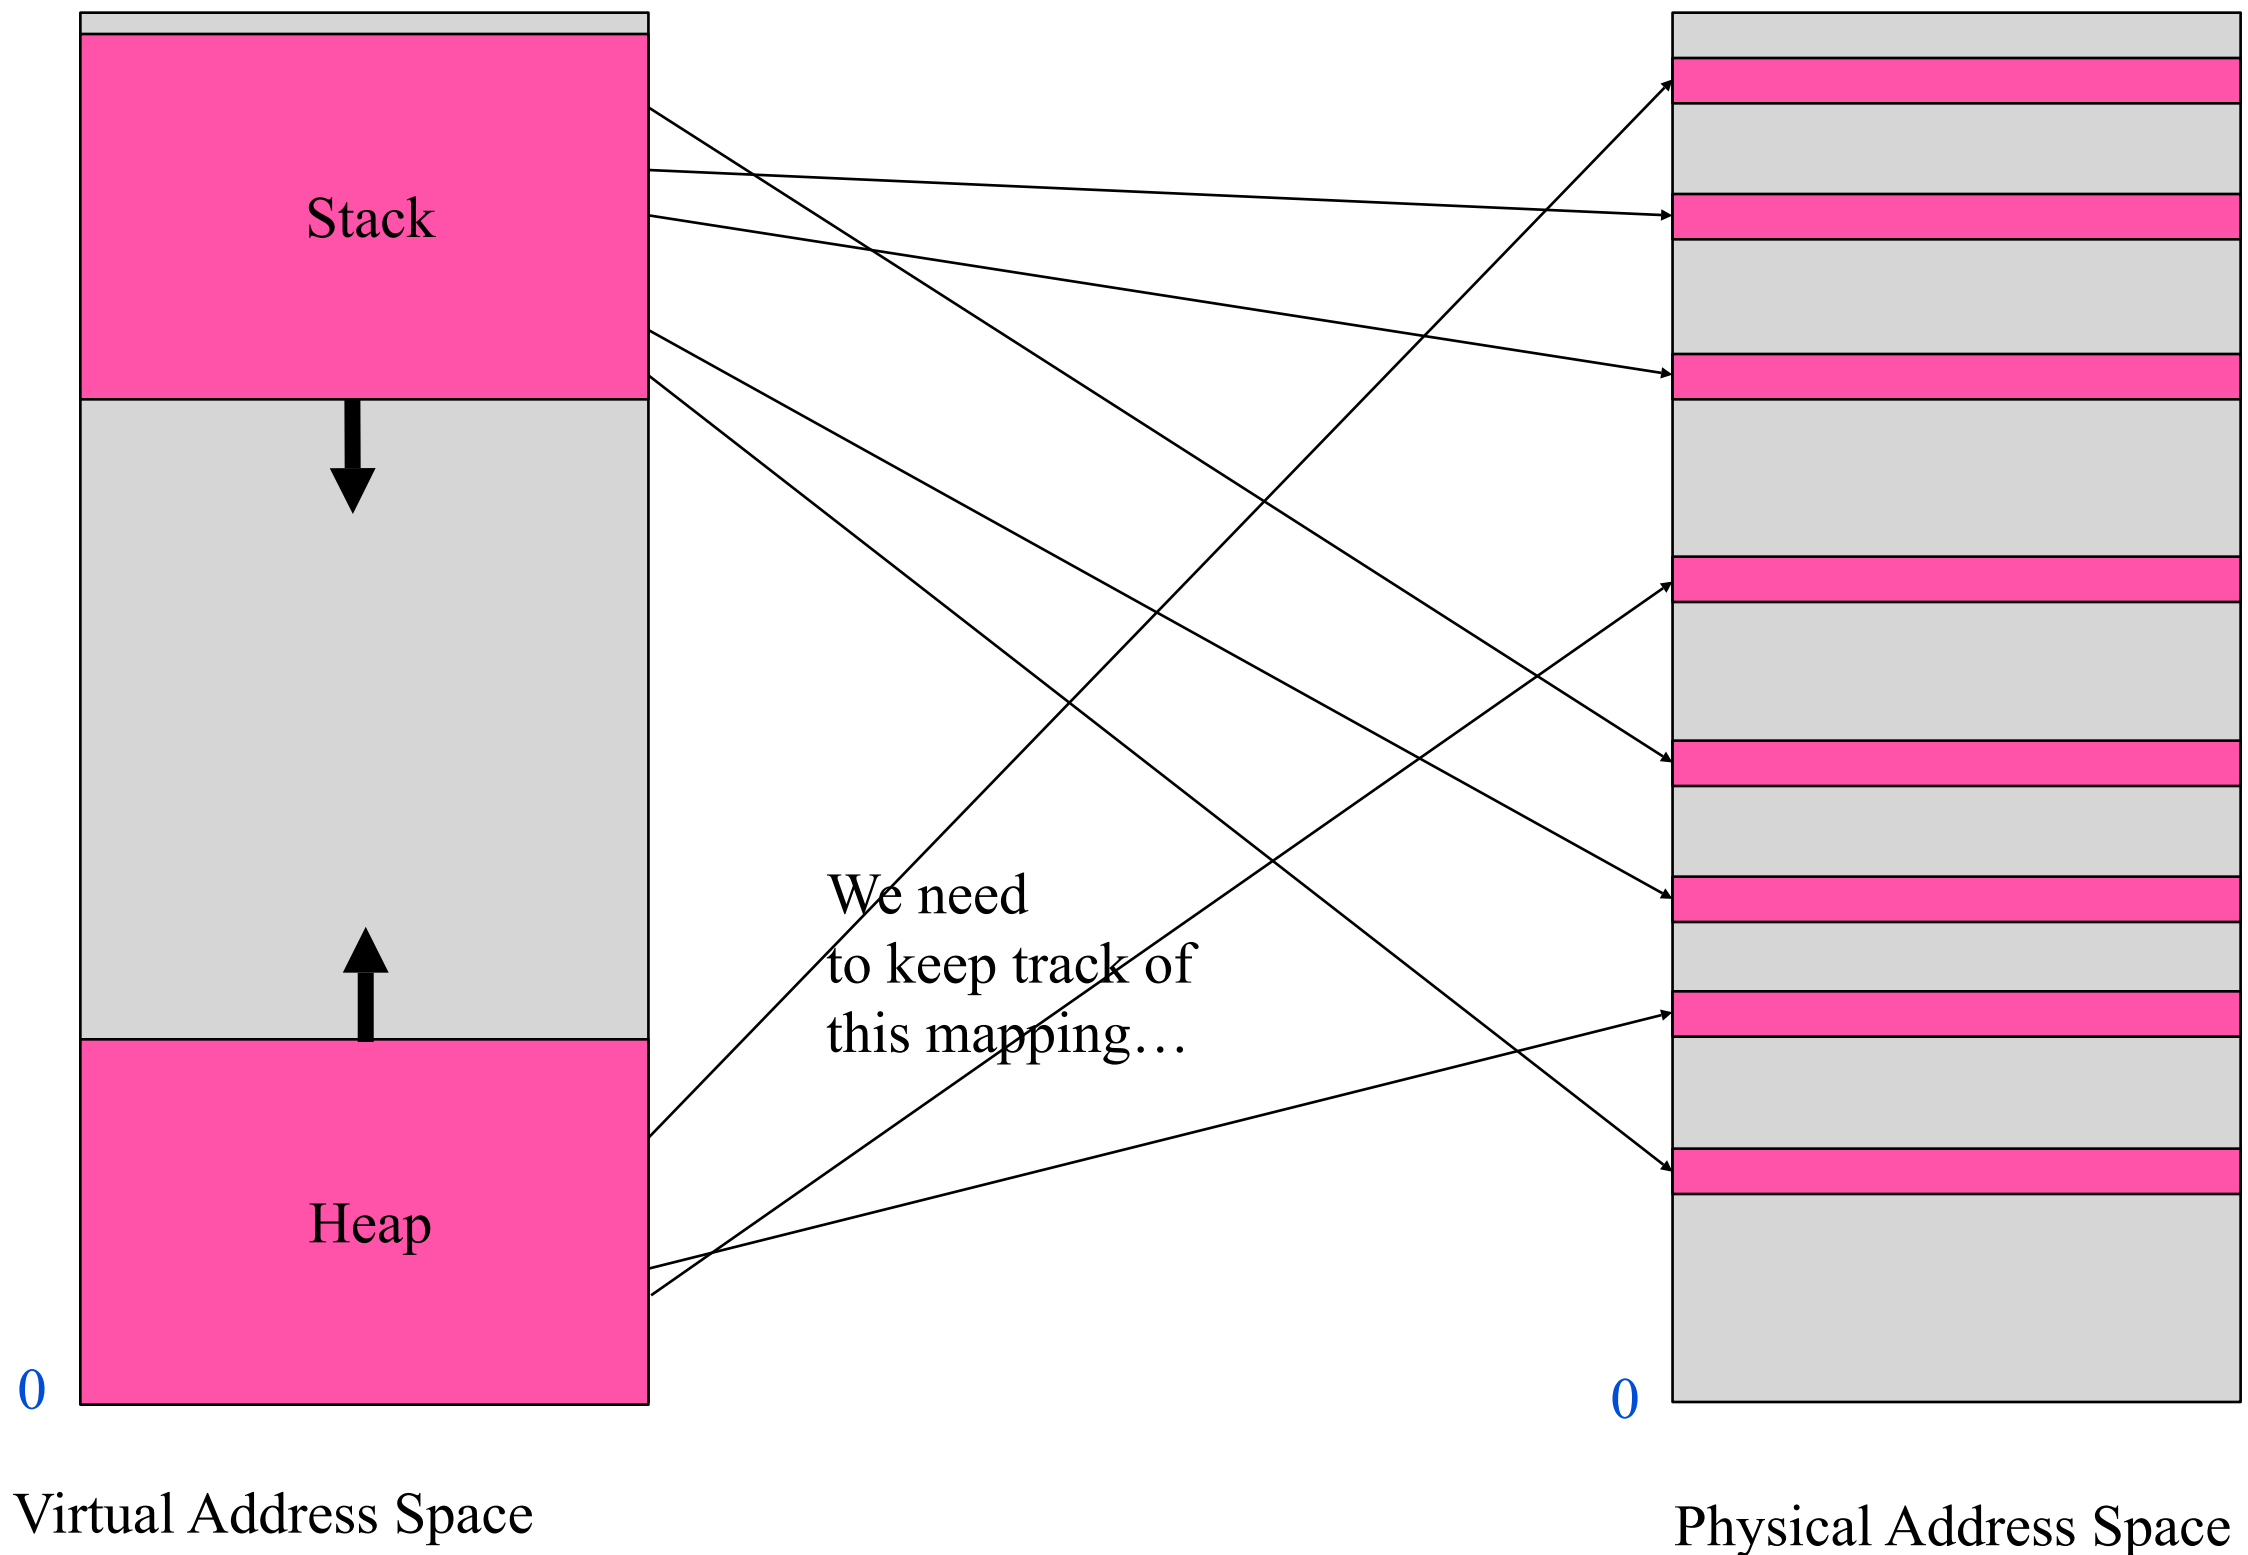 Stack
We need
to keep track of
this mapping…
Heap
0
0
Virtual Address Space
Physical Address Space